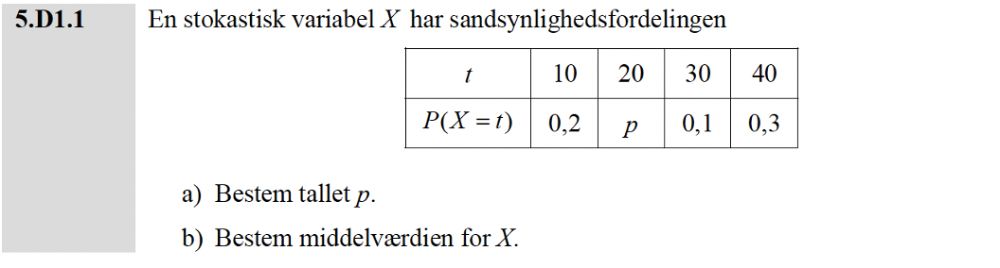 5.D1.1 En stokastisk variabel X har sandsynlighedsfordelingen
t 10 20 30 40
P(X = t) 0,2 p 0,1 0,3
a) Bestem tallet p.
b) Bestem middelværdien for X.